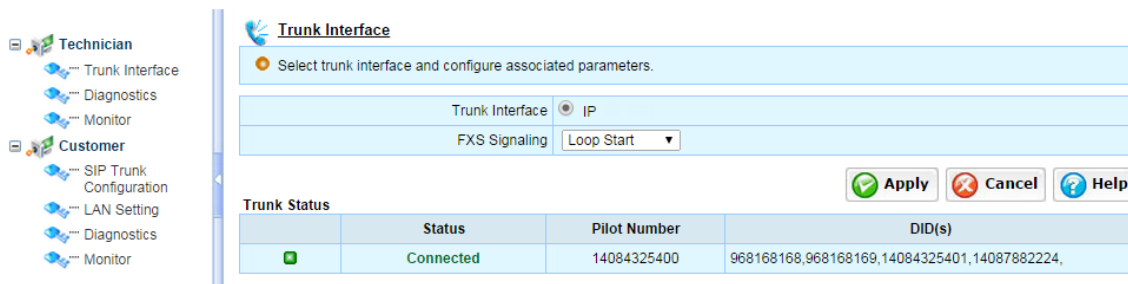 Technician
Trunk Interface
Diagnostics
Monitor
Customer
SIP Trunk
Configuration
LAN Setting
Diagnostics
Monitor
Trunk Interface
Select trunk interface and configure associated parameters.
Trunk Interface IP
FXS Signaling Loop Start
Apply Cancel Help
Trunk Status
Status Pilot Number DID(s)
Connected 14084325400 968168168,968168169,14084325401,14087882224,